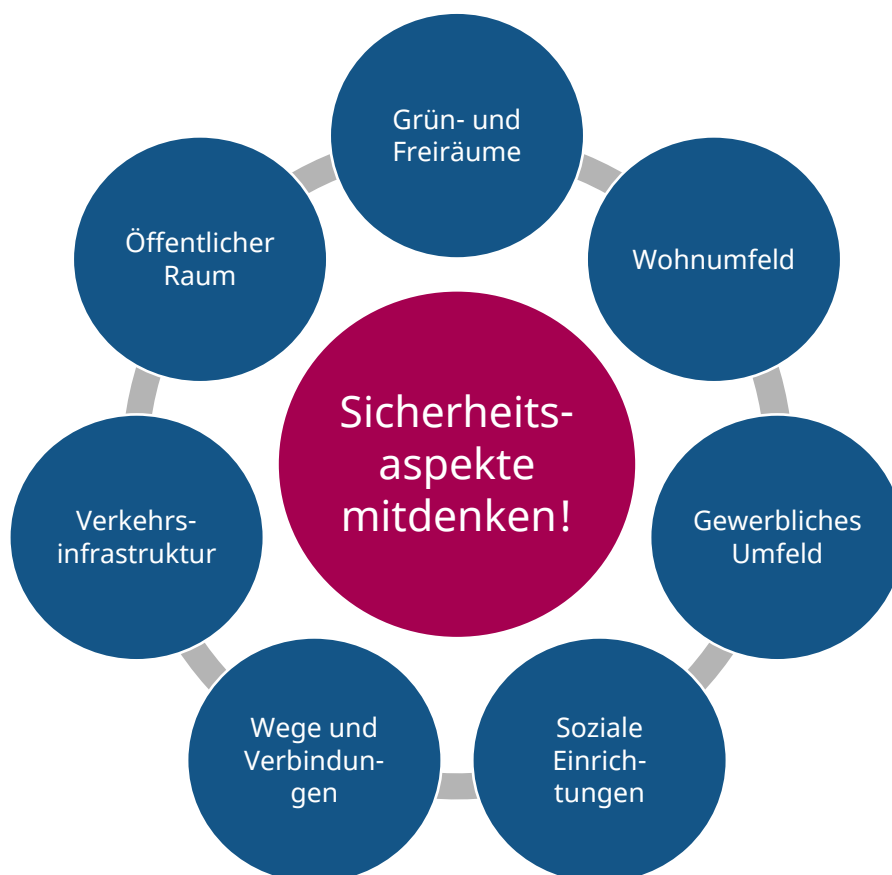 Grün- und
Freiräume
Wohnumfeld
Gewerbliches
Umfeld
Soziale
Einrich-
tungen
Wege und
Verbindun-
gen
Verkehrs-
infrastruktur
Öffentlicher
Raum
Sicherheits-
aspekte
mitdenken!